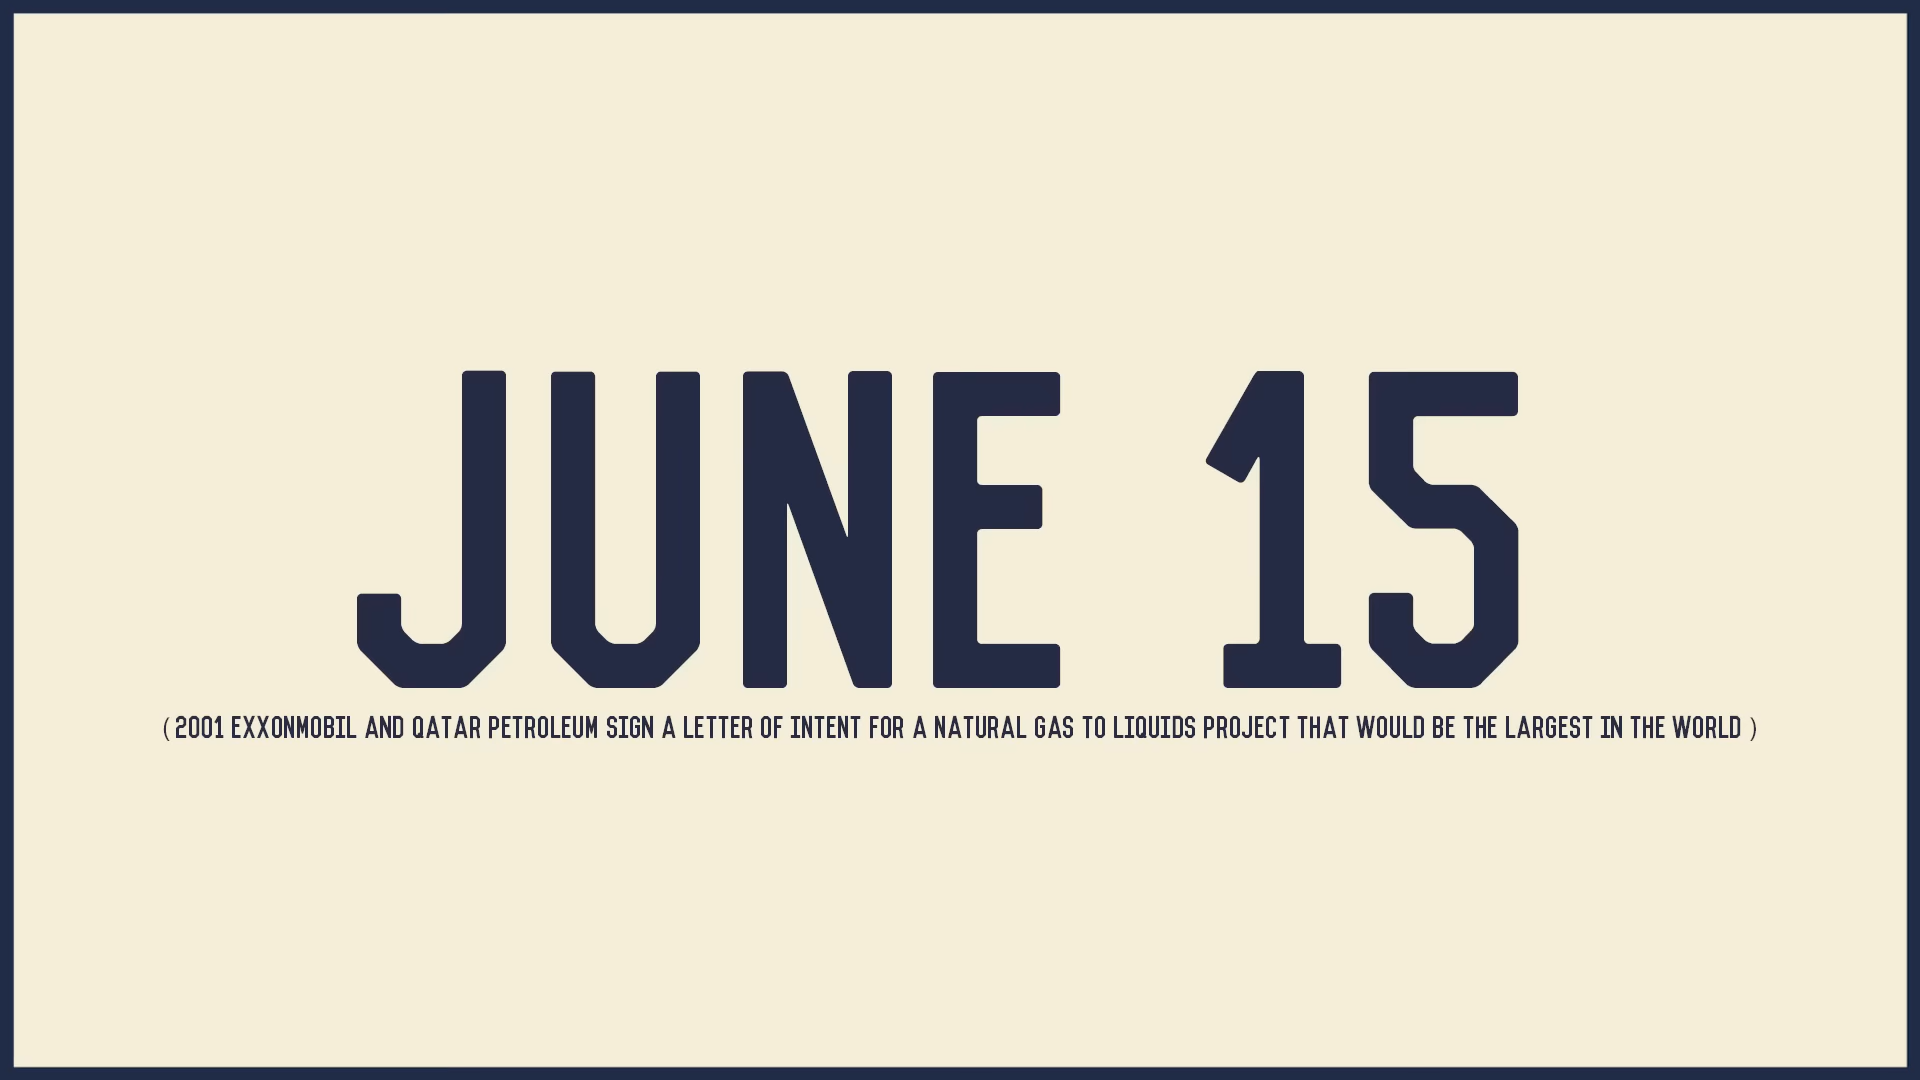 JUNE 15
( 2001 EXXONMOBIL AND QATAR PETROLEUM SIGN A LETTER OF INTENT FOR A NATURAL GAS TO LIQUIDS PROJECT THAT WOULD BE THE LARGEST IN THE WORLD )